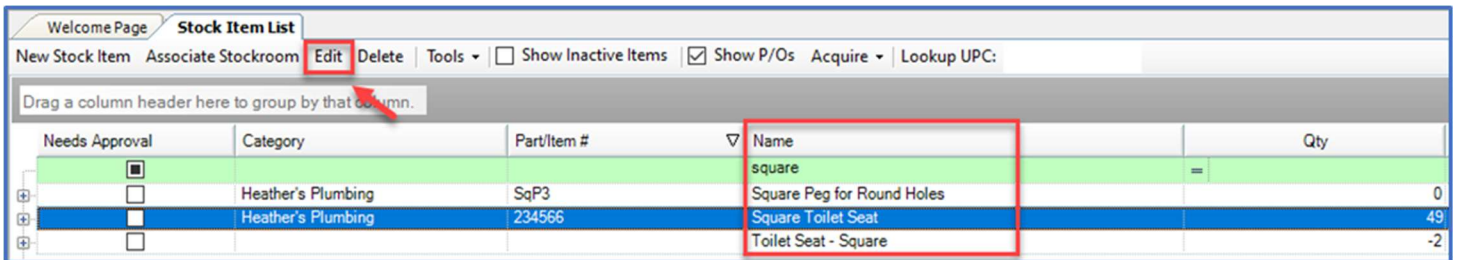 Welcome Page Stock Item List
New Stock Item Associate Stockroom Edit Delete Tools Show Inactive Items Show P/Os Acquire Lookup UPC:
Drag a column header here to group by that column.
Needs Approval Category Part/Item # Name Qty
square =
Heather's Plumbing SqP3 Square Peg for Round Holes 0
Heather's Plumbing 234566 Square Toilet Seat 49
Toilet Seat - Square -2